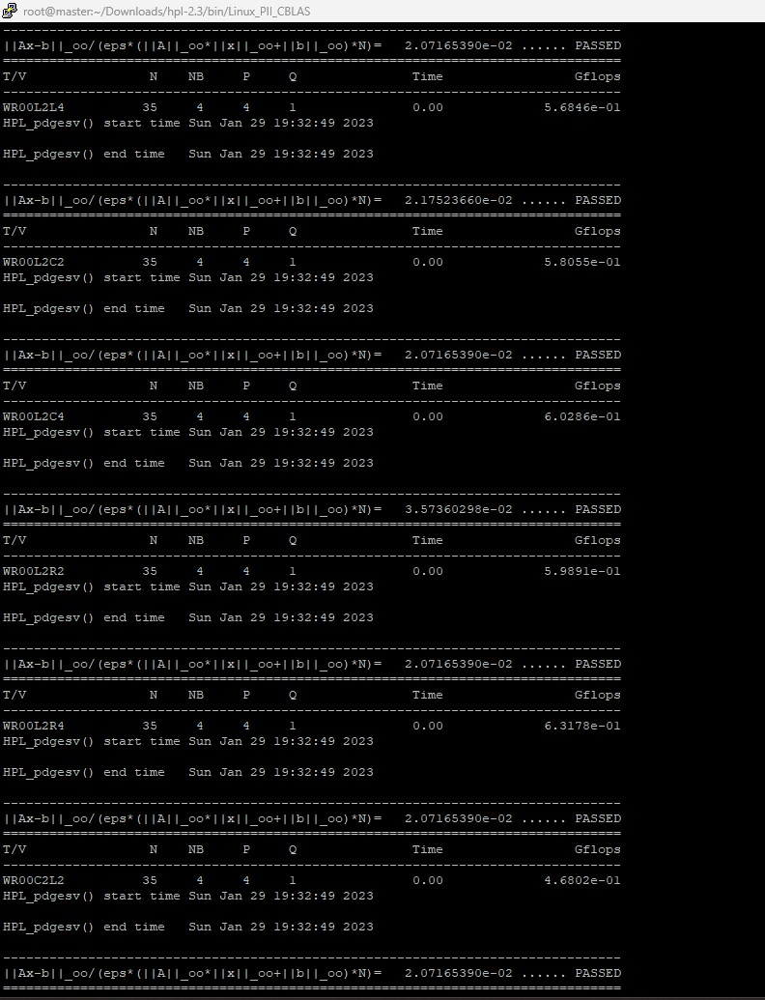 root@master:~/Downloads/hpl-2.3/bin/Linux_PII_CBLAS
--------------------------------------------------------------------------------
||Ax-b||_oo/(eps*(||A||_oo*||x||_oo+||b||_oo)*N)=   2.07165390e-02 ...... PASSED
================================================================================
T/V                N    NB     P     Q               Time                 Gflops
--------------------------------------------------------------------------------
WR00L2L4          35     4     4     1               0.00             5.6846e-01
HPL_pdgesv() start time Sun Jan 29 19:32:49 2023
HPL_pdgesv() end time   Sun Jan 29 19:32:49 2023
--------------------------------------------------------------------------------
||Ax-b||_oo/(eps*(||A||_oo*||x||_oo+||b||_oo)*N)=   2.17523660e-02 ...... PASSED
================================================================================
T/V                N    NB     P     Q               Time                 Gflops
--------------------------------------------------------------------------------
WR00L2C2          35     4     4     1               0.00             5.8055e-01
HPL_pdgesv() start time Sun Jan 29 19:32:49 2023
HPL_pdgesv() end time   Sun Jan 29 19:32:49 2023
--------------------------------------------------------------------------------
||Ax-b||_oo/(eps*(||A||_oo*||x||_oo+||b||_oo)*N)=   2.07165390e-02 ...... PASSED
================================================================================
T/V                N    NB     P     Q               Time                 Gflops
--------------------------------------------------------------------------------
WR00L2C4          35     4     4     1               0.00             6.0286e-01
HPL_pdgesv() start time Sun Jan 29 19:32:49 2023
HPL_pdgesv() end time   Sun Jan 29 19:32:49 2023
--------------------------------------------------------------------------------
||Ax-b||_oo/(eps*(||A||_oo*||x||_oo+||b||_oo)*N)=   3.57360298e-02 ...... PASSED
================================================================================
T/V                N    NB     P     Q               Time                 Gflops
--------------------------------------------------------------------------------
WR00L2R2          35     4     4     1               0.00             5.9891e-01
HPL_pdgesv() start time Sun Jan 29 19:32:49 2023
HPL_pdgesv() end time   Sun Jan 29 19:32:49 2023
--------------------------------------------------------------------------------
||Ax-b||_oo/(eps*(||A||_oo*||x||_oo+||b||_oo)*N)=   2.07165390e-02 ...... PASSED
================================================================================
T/V                N    NB     P     Q               Time                 Gflops
--------------------------------------------------------------------------------
WR00L2R4          35     4     4     1               0.00             6.3178e-01
HPL_pdgesv() start time Sun Jan 29 19:32:49 2023
HPL_pdgesv() end time   Sun Jan 29 19:32:49 2023
--------------------------------------------------------------------------------
||Ax-b||_oo/(eps*(||A||_oo*||x||_oo+||b||_oo)*N)=   2.07165390e-02 ...... PASSED
================================================================================
T/V                N    NB     P     Q               Time                 Gflops
--------------------------------------------------------------------------------
WR00C2L2          35     4     4     1               0.00             4.6802e-01
HPL_pdgesv() start time Sun Jan 29 19:32:49 2023
HPL_pdgesv() end time   Sun Jan 29 19:32:49 2023
--------------------------------------------------------------------------------
||Ax-b||_oo/(eps*(||A||_oo*||x||_oo+||b||_oo)*N)=   2.07165390e-02 ...... PASSED
================================================================================